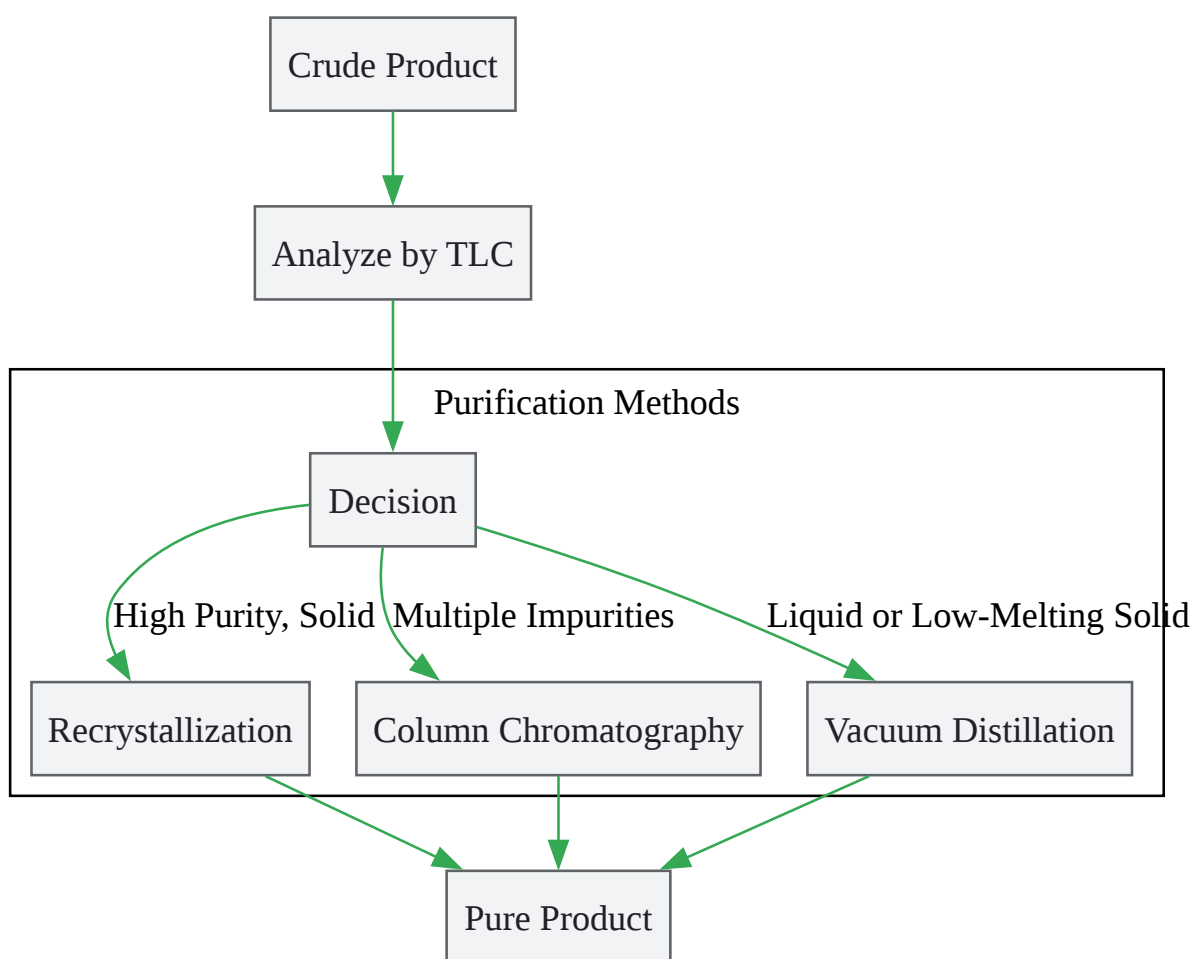 Crude Product
Analyze by TLC
Purification Methods
Decision
High Purity, Solid
Multiple Impurities
Liquid or Low-Melting Solid
Recrystallization
Column Chromatography
Vacuum Distillation
Pure Product